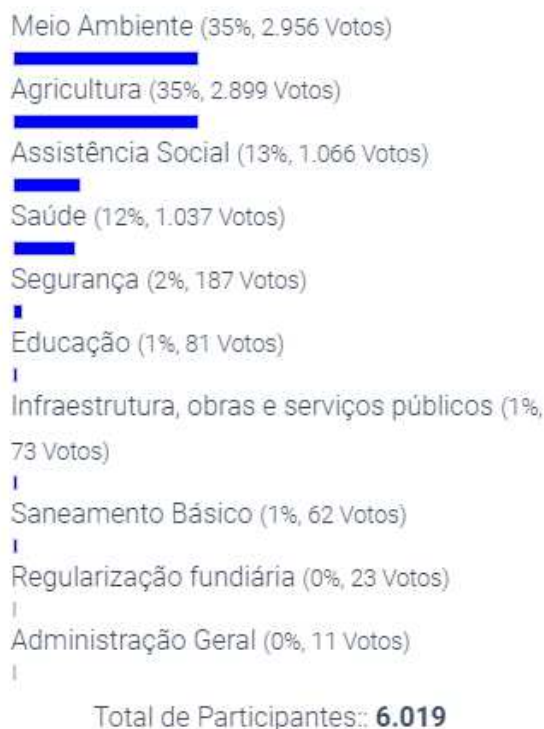 Meio Ambiente (35%, 2.956 Votos)
Agricultura (35%, 2.899 Votos)
Assistência Social (13%, 1.066 Votos)
Saúde (12%, 1.037 Votos)
Segurança (2%, 187 Votos)
Educação (1%, 81 Votos)
Infraestrutura, obras e serviços públicos (1%,
73 Votos)
Saneamento Básico (1%, 62 Votos)
Regularização fundiária (0%, 23 Votos)
Administração Geral (0%, 11 Votos)
Total de Participantes:: 6.019